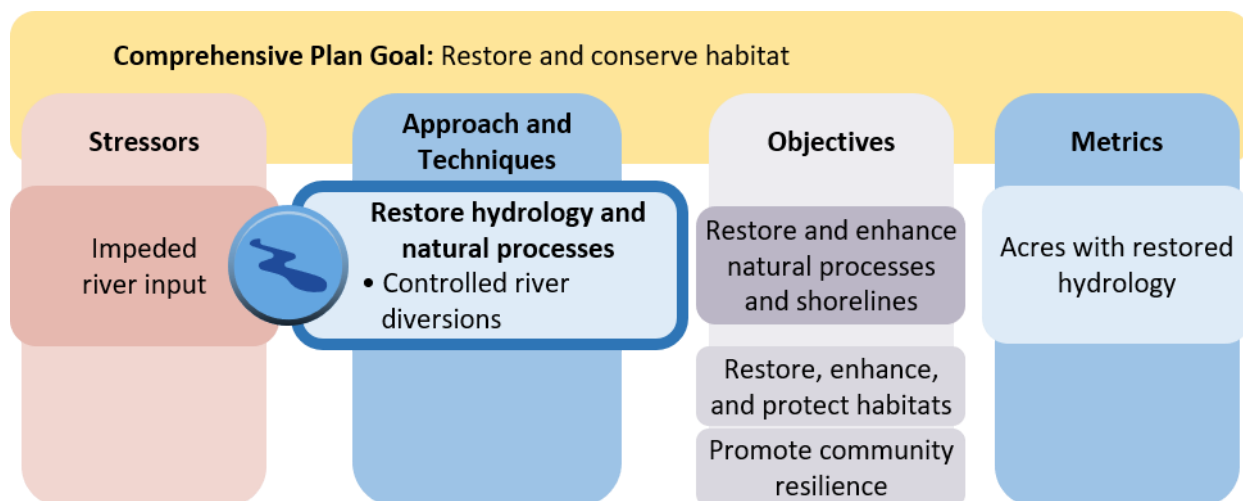 Comprehensive Plan Goal: Restore and conserve habitat
Stressors
Impeded
river input
Approach and
Techniques
Restore hydrology and
natural processes
• Controlled river
diversions
Objectives
Restore and enhance
natural processes
and shorelines
Restore, enhance,
and protect habitats
Promote community
resilience
Metrics
Acres with restored
hydrology